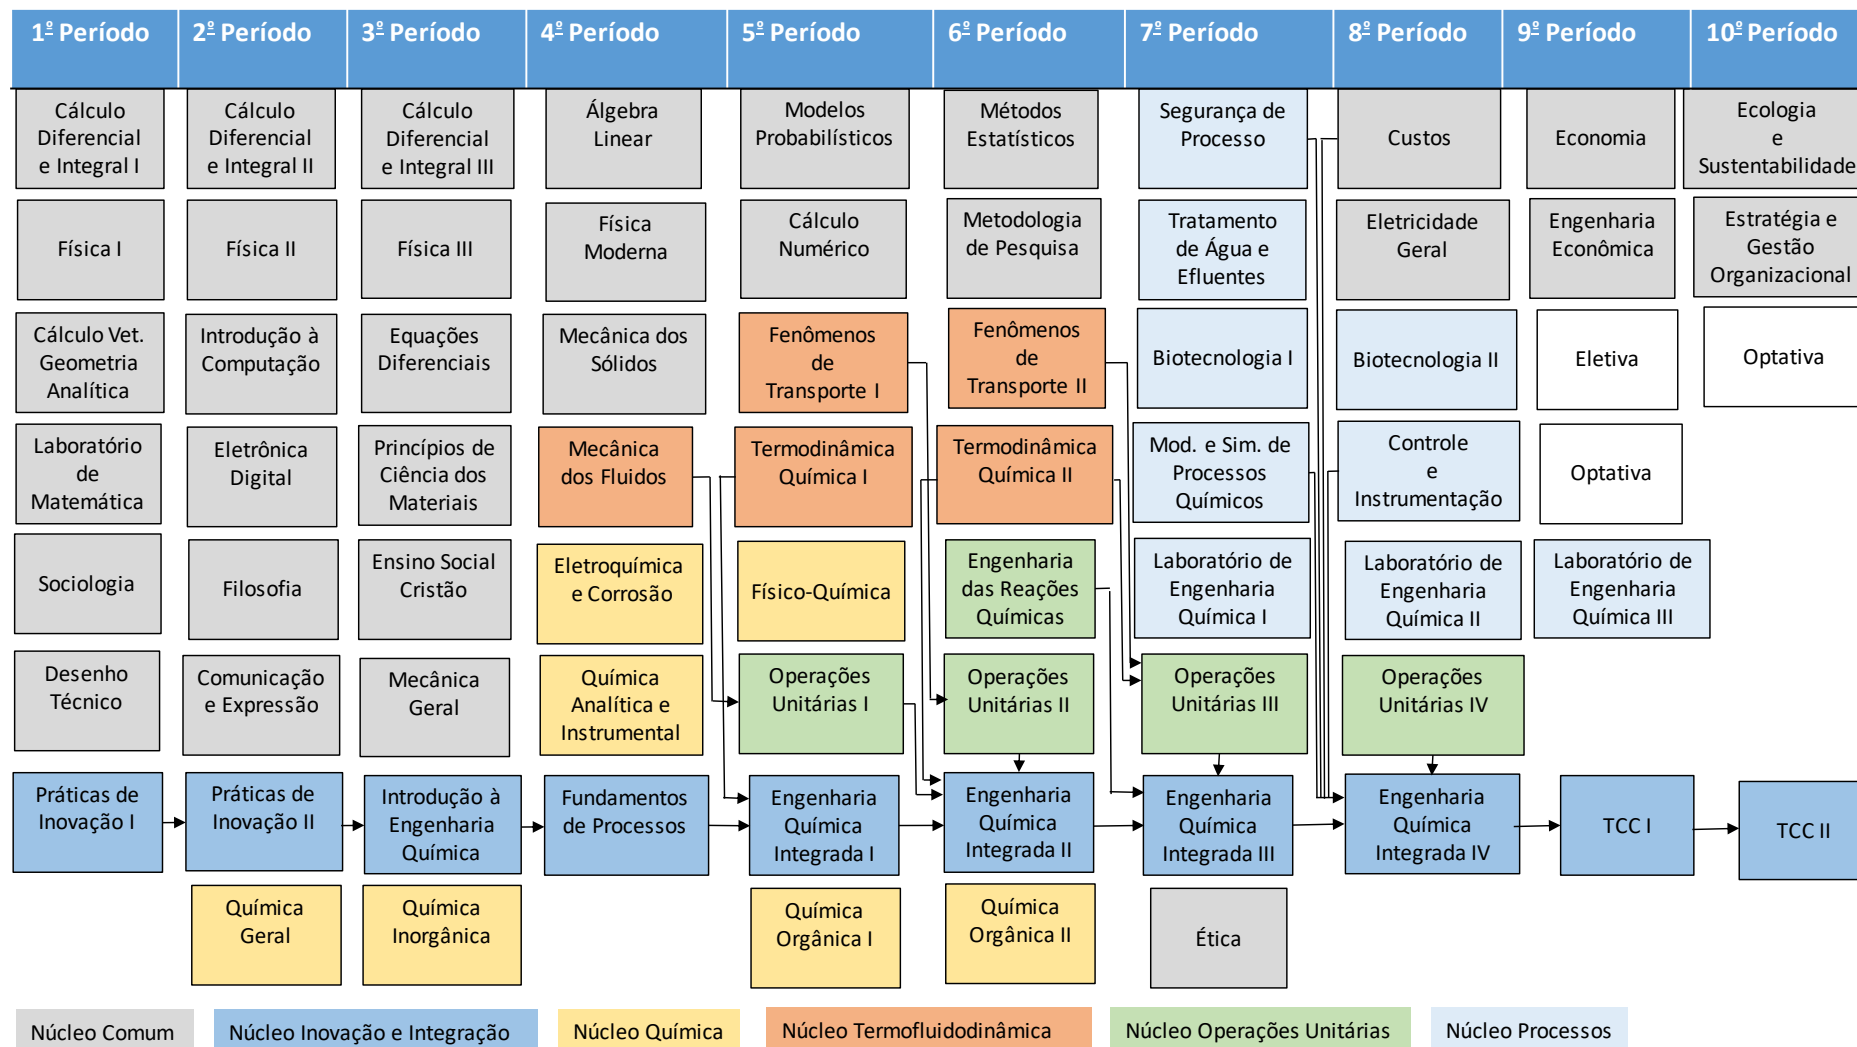 1º Período
2º Período
3º Período
4º Período
5º Período
6º Período
7º Período
8º Período
9º Período
10º Período
Cálculo
Diferencial
e Integral I
Cálculo
Diferencial
e Integral II
Cálculo
Diferencial
e Integral III
Álgebra
Linear
Modelos
Probabilísticos
Métodos
Estatísticos
Segurança de
Processo
Custos
Economia
Ecologia
e
Sustentabilidade
Física I
Física II
Física III
Física
Moderna
Cálculo
Numérico
Metodologia
de Pesquisa
Tratamento
de Água e
Efluentes
Eletricidade
Geral
Engenharia
Econômica
Estratégia e
Gestão
Organizacional
Cálculo Vet.
Geometria
Analítica
Introdução à
Computação
Equações
Diferenciais
Mecânica dos
Sólidos
Fenômenos
de
Transporte I
Fenômenos
de
Transporte II
Biotecnologia I
Biotecnologia II
Eletiva
Optativa
Laboratório
de
Matemática
Eletrônica
Digital
Princípios de
Ciência dos
Materiais
Mecânica
dos Fluidos
Termodinâmica
Química I
Termodinâmica
Química II
Mod. e Sim. de
Processos
Químicos
Controle
e
Instrumentação
Optativa
Sociologia
Filosofia
Ensino Social
Cristão
Eletroquímica
e Corrosão
Físico-Química
Engenharia
das Reações
Químicas
Laboratório de
Engenharia
Química I
Laboratório de
Engenharia
Química II
Laboratório de
Engenharia
Química III
Desenho
Técnico
Comunicação
e Expressão
Mecânica
Geral
Química
Analítica e
Instrumental
Operações
Unitárias I
Operações
Unitárias II
Operações
Unitárias III
Operações
Unitárias IV
Práticas de
Inovação I
Práticas de
Inovação II
Introdução à
Engenharia
Química
Fundamentos
de Processos
Engenharia
Química
Integrada I
Engenharia
Química
Integrada II
Engenharia
Química
Integrada III
Engenharia
Química
Integrada IV
TCC I
TCC II
Química
Geral
Química
Inorgânica
Química
Orgânica I
Química
Orgânica II
Ética
Núcleo Comum
Núcleo Inovação e Integração
Núcleo Química
Núcleo Termofluidodinâmica
Núcleo Operações Unitárias
Núcleo Processos